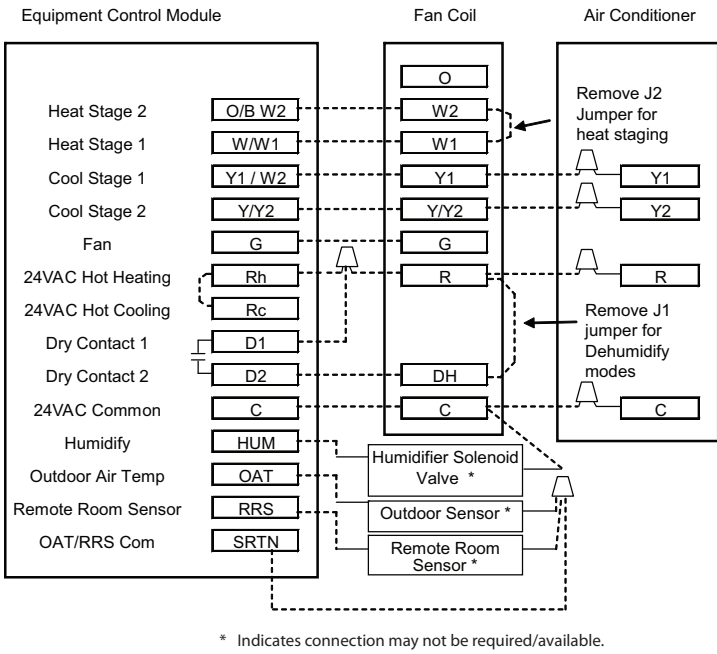 Equipment Control Module
Fan Coil
Air Conditioner
O
Remove J2
Jumper for
heat staging
Heat Stage 2
O/B W2
W2
Heat Stage 1
W/W1
W1
Cool Stage 1
Y1 / W2
Y1
Y1
Cool Stage 2
Y/Y2
Y/Y2
Y2
Fan
G
G
24VAC Hot Heating
Rh
R
R
24VAC Hot Cooling
Rc
Remove J1
jumper for
Dehumidify
modes
Dry Contact 1
D1
Dry Contact 2
D2
DH
24VAC Common
C
C
C
Humidify
HUM
Humidifier Solenoid
Valve *
Outdoor Air Temp
OAT
Outdoor Sensor *
Remote Room Sensor
RRS
Remote Room
Sensor *
OAT/RRS Com
SRTN
* Indicates connection may not be required/available.